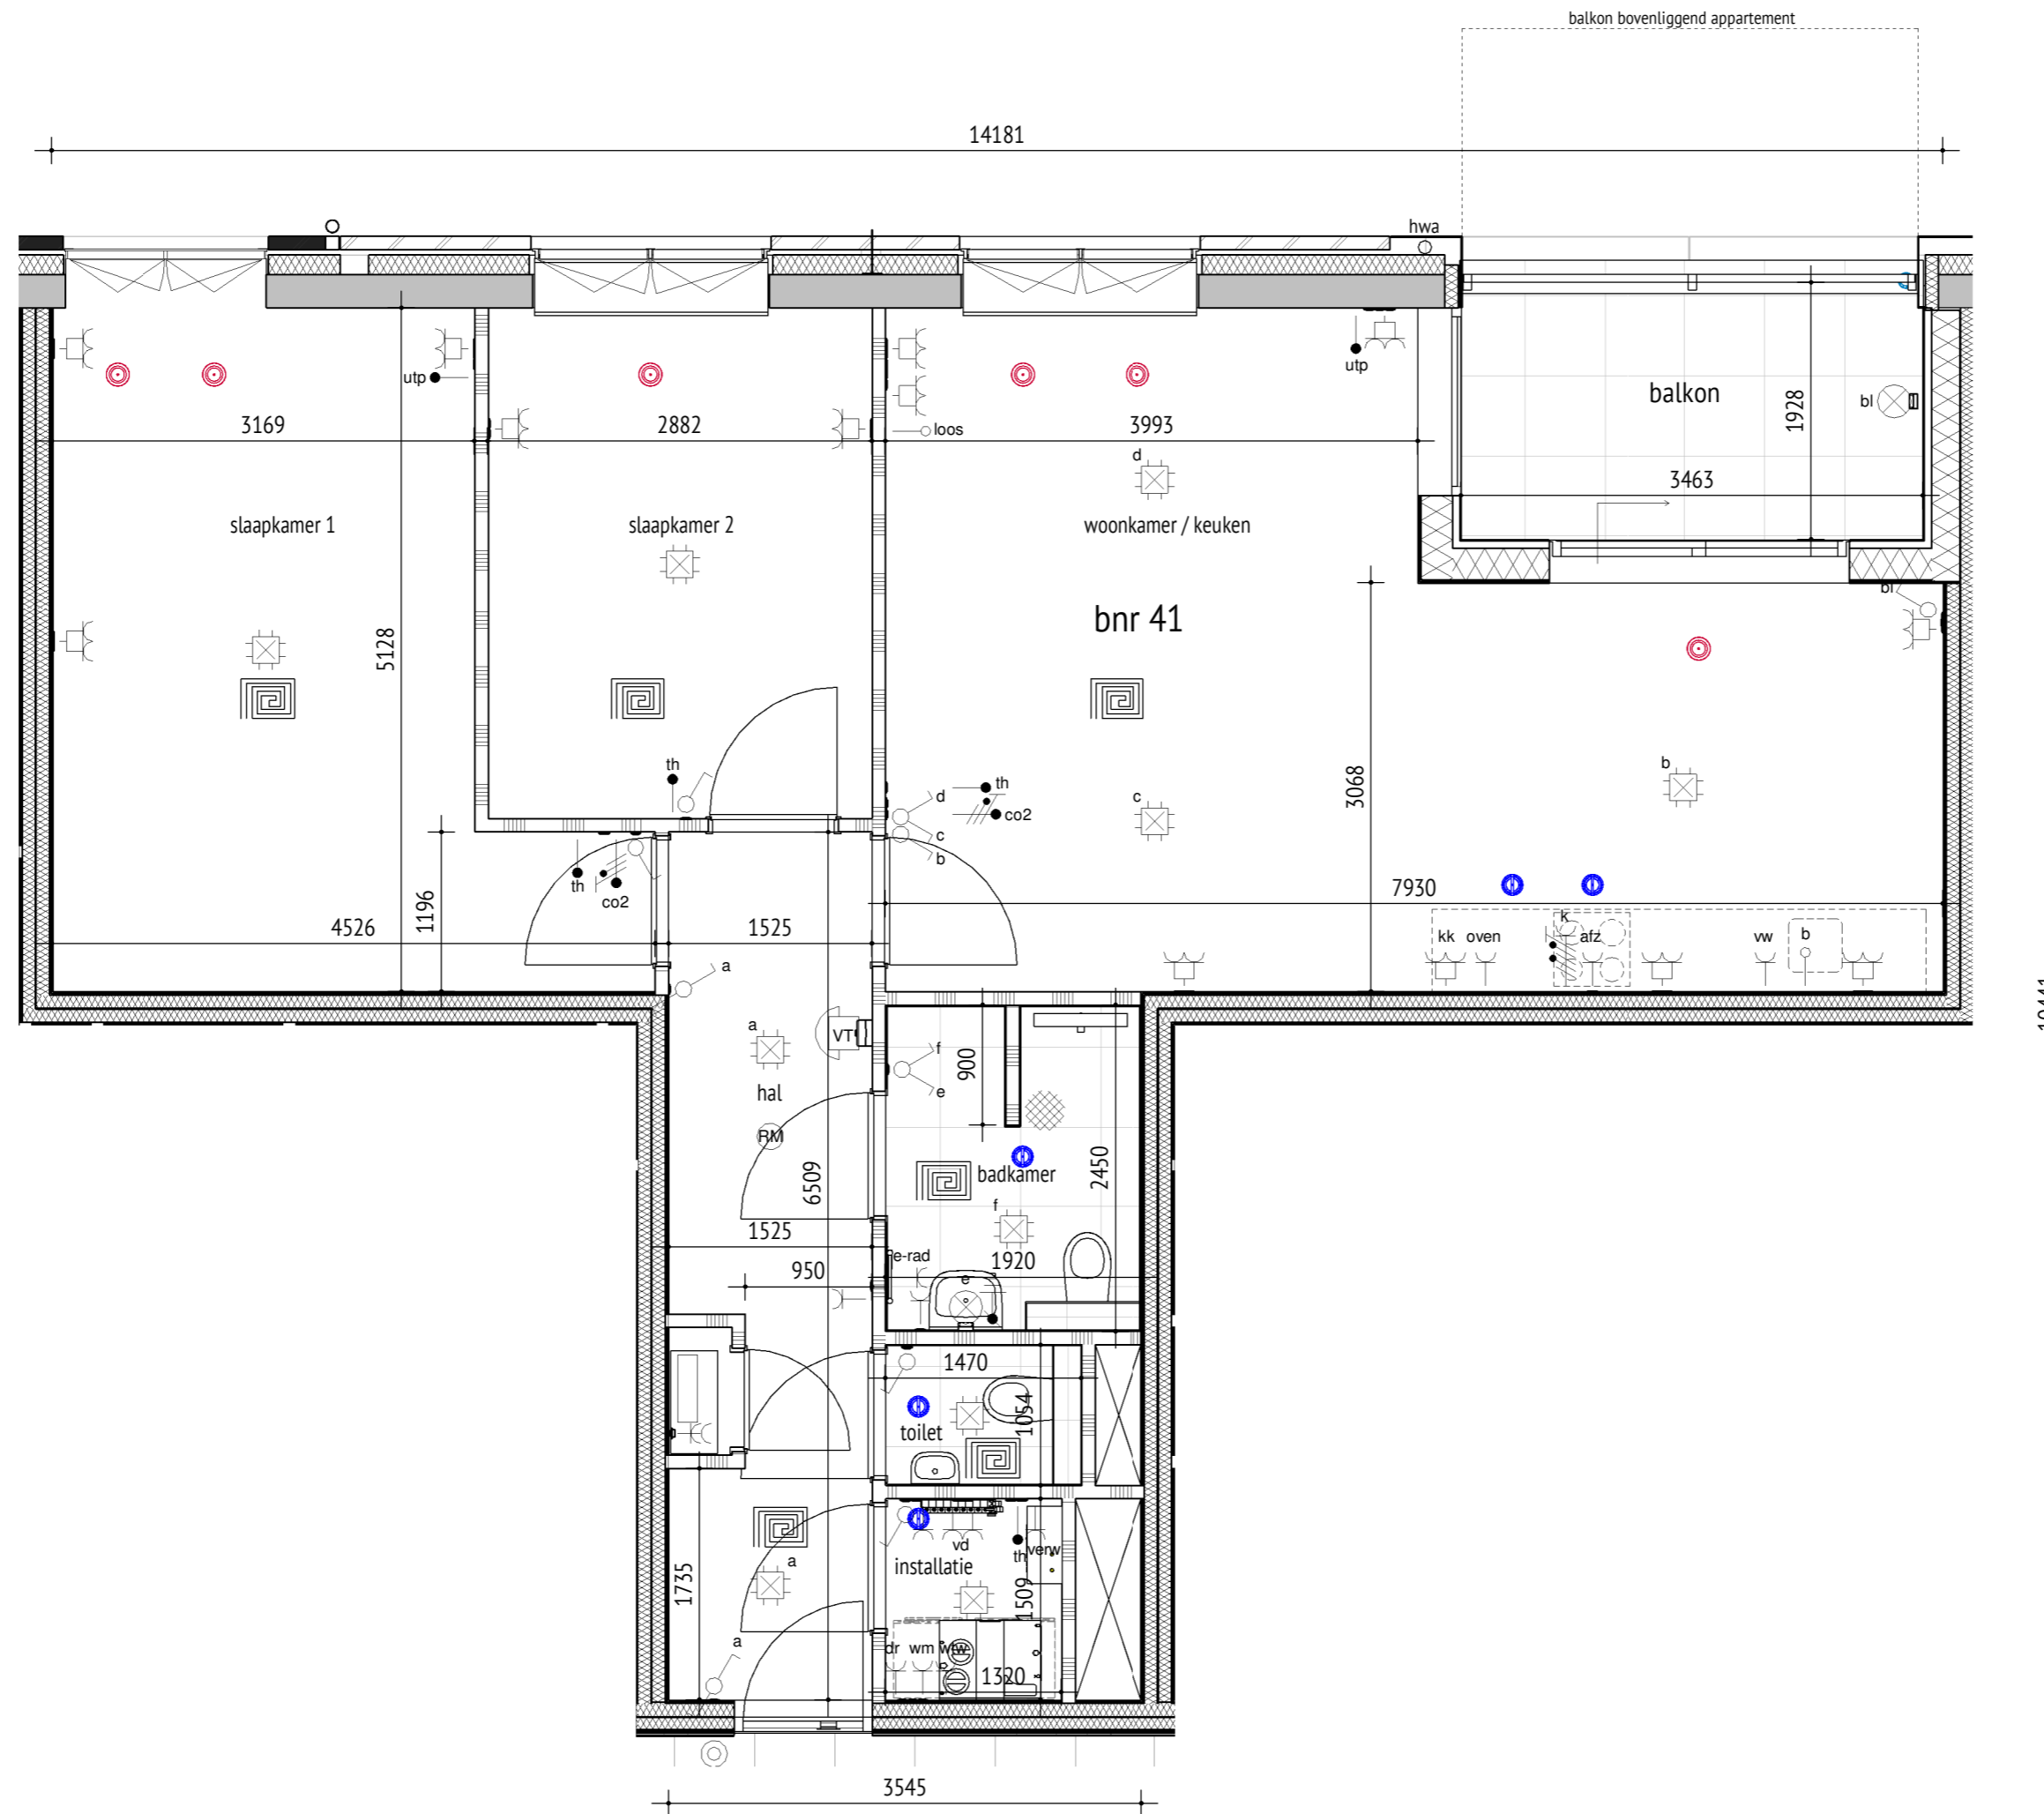 balkon bovenliggend appartement
14181
hwa
utp
utp
balkon
1928
bl
3169
2882
loos
3993
d
3463
slaapkamer 1
slaapkamer 2
woonkamer / keuken
bnr 41
bl
5128
th
th
d
co2
c
b
c
b
3068
7930
th
co2
1196
4526
1525
k
kk oven
afz
vw
b
a
a
VT
f
e
900
hal
RM
6509
badkamer
2450
f
1525
e-rad
1920
950
e
1470
1054
toilet
vd
th
verw
installatie
a
1735
1509
a
dr wm wtw
1320
3545